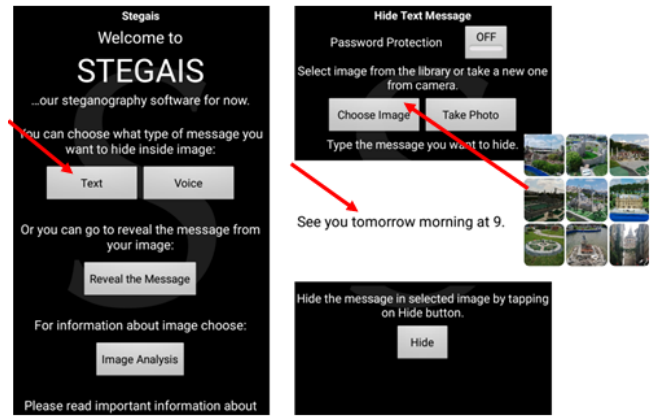 Stegais
Welcome to
STEGAIS
...our steganography software for now.
You can choose what type of message you
want to hide inside image:
Text
Voice
Or you can go to reveal the message from
your image:
Reveal the Message
For information about image choose:
Image Analysis
Please read important information about
Hide Text Message
Password Protection
OFF
Select image from the library or take a new one
from camera.
Choose Image
Take Photo
Type the message you want to hide.
See you tomorrow morning at 9.
Hide the message in selected image by tapping
on Hide button.
Hide